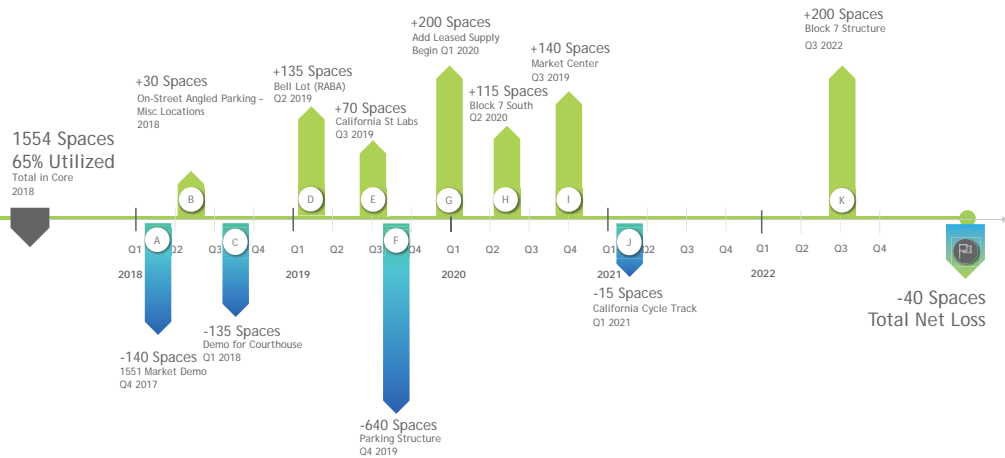 +200 Spaces
Block 7 Structure
Q3 2022
+200 Spaces
Add Leased Supply
Begin Q1 2020
+140 Spaces
Market Center
Q3 2019
+30 Spaces
On-Street Angled Parking –
Misc Locations
2018
+135 Spaces
Bell Lot (RABA)
Q2 2019
+115 Spaces
Block 7 South
Q2 2020
+70 Spaces
California St Labs
Q3 2019
1554 Spaces
65% Utilized
Total in Core
2018
B D E G H I K
A C F J
Q1 Q2 Q3 Q4 Q1 Q2 Q3 Q4 Q1 Q2 Q3 Q4 Q1 Q2 Q3 Q4 Q1 Q2 Q3 Q4
2018 2019 2020 2021 2022
-15 Spaces
California Cycle Track
Q1 2021
-40 Spaces
Total Net Loss
-135 Spaces
Demo for Courthouse
Q1 2018
-140 Spaces
1551 Market Demo
Q4 2017
-640 Spaces
Parking Structure
Q4 2019